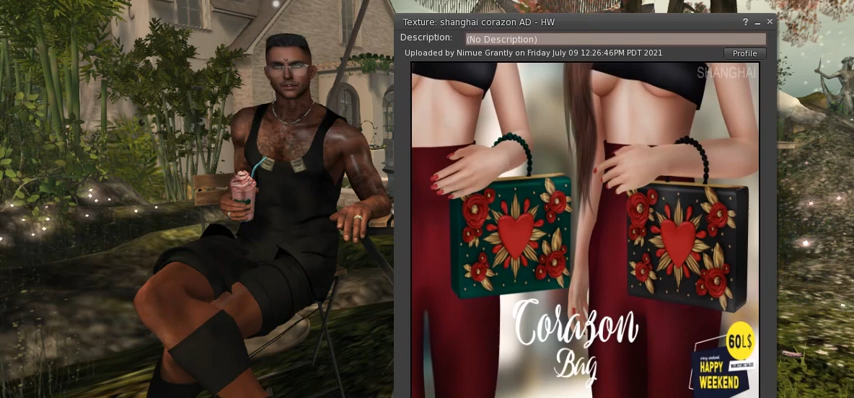 Texture: shanghai corazon AD - HW
Description: (No Description)
Uploaded by Nimue Grantly on Friday July 09 12:26:46PM PDT 2021
Profile
SHANGHAI
Corazon
Bag
60L$
HAPPY
WEEKEND